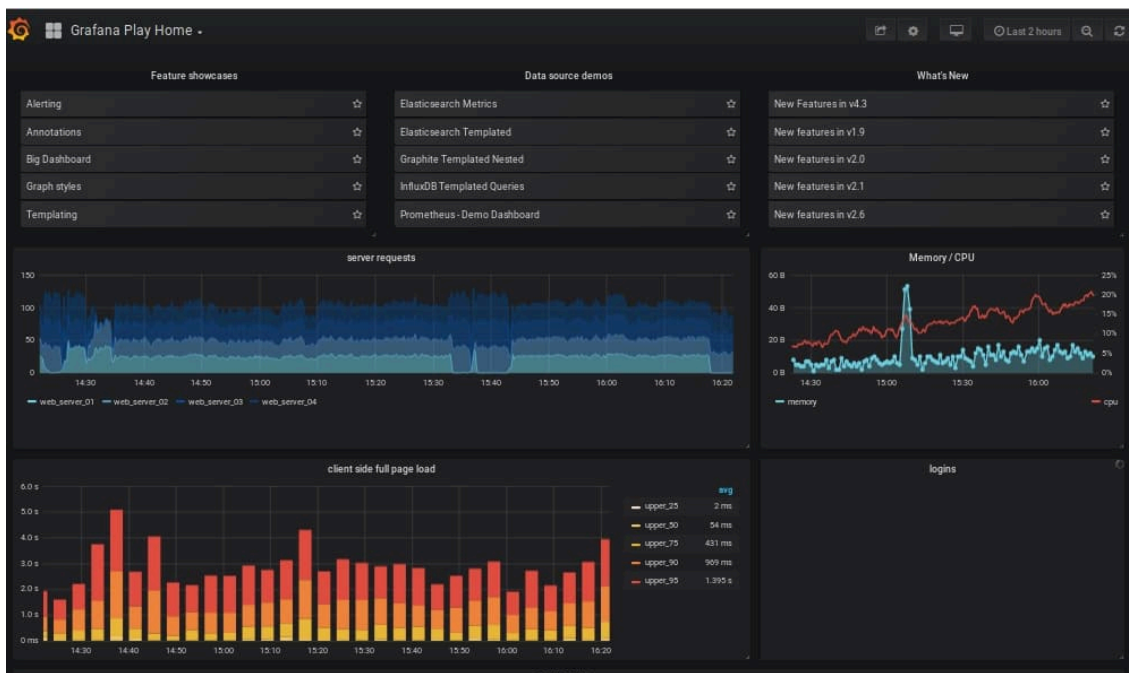 Grafana Play Home
Last 2 hours
Feature showcases
Alerting
Annotations
Big Dashboard
Graph styles
Templating
Data source demos
Elasticsearch Metrics
Elasticsearch Templated
Graphite Templated Nested
InfluxDB Templated Queries
Prometheus - Demo Dashboard
What's New
New Features in v4.3
New features in v1.9
New features in v2.0
New features in v2.1
New features in v2.6
server requests
150
100
50
0
14:30 14:40 14:50 15:00 15:10 15:20 15:30 15:40 15:50 16:00 16:10 16:20
web_server_01 web_server_02 web_server_03 web_server_04
Memory / CPU
60 B 25%
20%
40 B
15%
10%
20 B
5%
0 B 0%
14:30 15:00 15:30 16:00
memory cpu
client side full page load
6.0 s
5.0 s
4.0 s
3.0 s
2.0 s
1.0 s
0 ms
14:30 14:40 14:50 15:00 15:10 15:20 15:30 15:40 15:50 16:00 16:10 16:20
avg
upper_25 2 ms
upper_50 54 ms
upper_75 431 ms
upper_90 969 ms
upper_95 1.395 s
logins